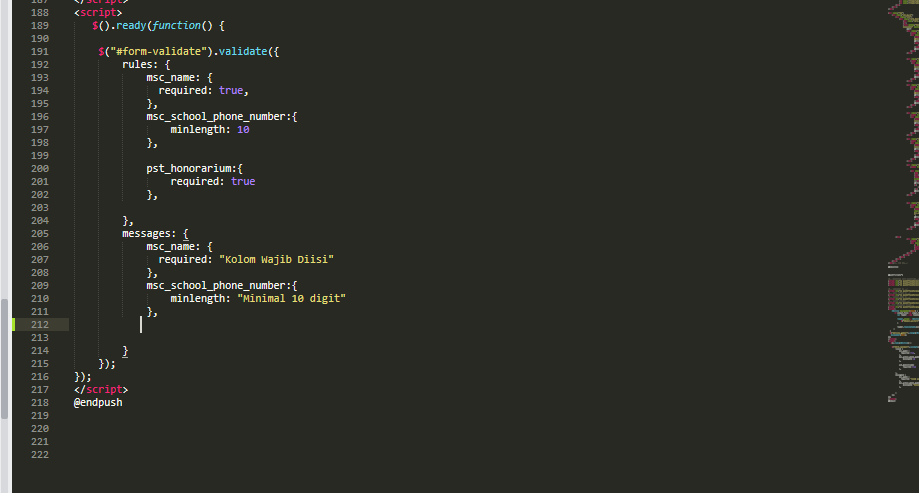 187 </script>
188 <script>
189 $().ready(function() {
190
191 $("#form-validate").validate({
192 rules: {
193 msc_name: {
194 required: true,
195 },
196 msc_school_phone_number:{
197 minlength: 10
198 },
199
200 pst_honorarium:{
201 required: true
202 },
203
204 },
205 messages: {
206 msc_name: {
207 required: "Kolom Wajib Diisi"
208 },
209 msc_school_phone_number:{
210 minlength: "Minimal 10 digit"
211 },
212
213
214 }
215 });
216 });
217 </script>
218 @endpush
219
220
221
222